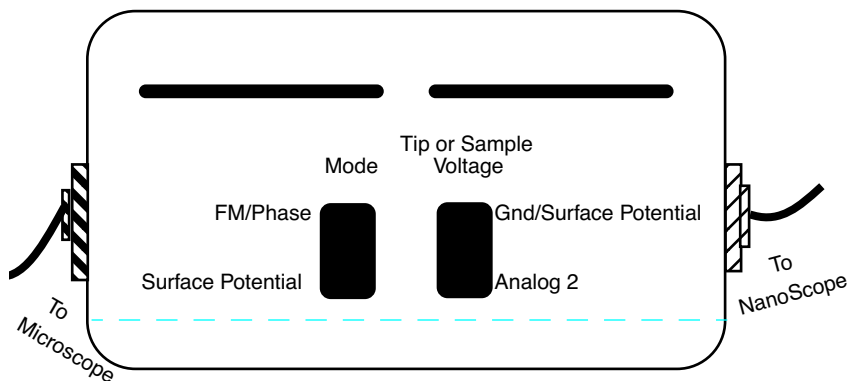 Tip or Sample
Mode
Voltage
FM/Phase
Gnd/Surface Potential
Surface Potential
Analog 2
To
Microscope
To
NanoScope